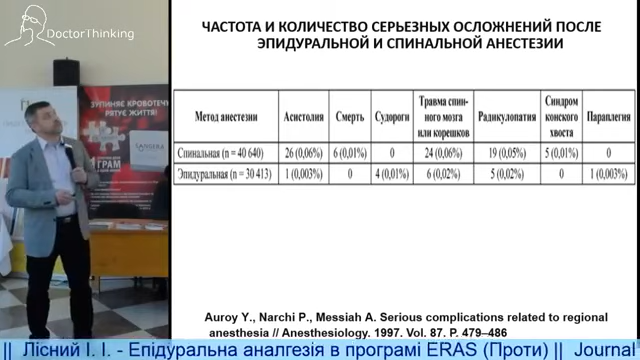 DoctorThinking
ЧАСТОТА И КОЛИЧЕСТВО СЕРЬЕЗНЫХ ОСЛОЖНЕНИЙ ПОСЛЕ
ЭПИДУРАЛЬНОЙ И СПИНАЛЬНОЙ АНЕСТЕЗИИ
ЗУПИНЯЄ КРОВОТЕЧУ
РЯТУЄ ЖИТТЯ!
SANGERA
ГРАМ
Метод анестезии Асистолия Смерть Судороги Травма спинного мозга или корешков Радикулопатия Синдром конского хвоста Параплегия
Спинальная (n = 40 640) 26 (0,06%) 6 (0,01%) 0 24 (0,06%) 19 (0,05%) 5 (0,01%) 0
Эпидуральная (n = 30 413) 1 (0,003%) 0 4 (0,01%) 6 (0,02%) 5 (0,02%) 0 1 (0,003%)
Auroy Y., Narchi P., Messiah A. Serious complications related to regional
anesthesia // Anesthesiology. 1997. Vol. 87. P. 479–486
|| Лісний І. І. - Епідуральна аналгезія в програмі ERAS (Проти) || Journal